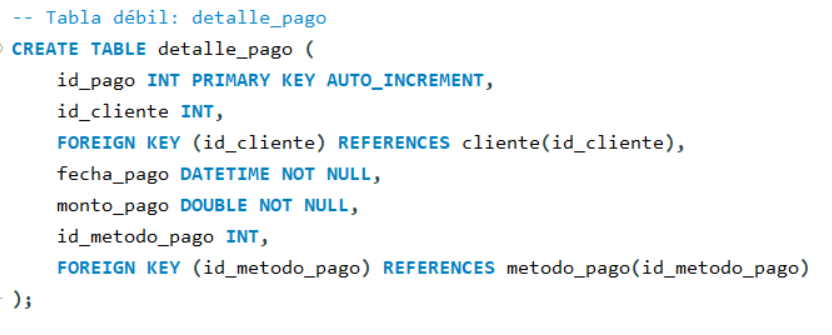 -- Tabla débil: detalle_pago
CREATE TABLE detalle_pago (
id_pago INT PRIMARY KEY AUTO_INCREMENT,
id_cliente INT,
FOREIGN KEY (id_cliente) REFERENCES cliente(id_cliente),
fecha_pago DATETIME NOT NULL,
monto_pago DOUBLE NOT NULL,
id_metodo_pago INT,
FOREIGN KEY (id_metodo_pago) REFERENCES metodo_pago(id_metodo_pago)
);